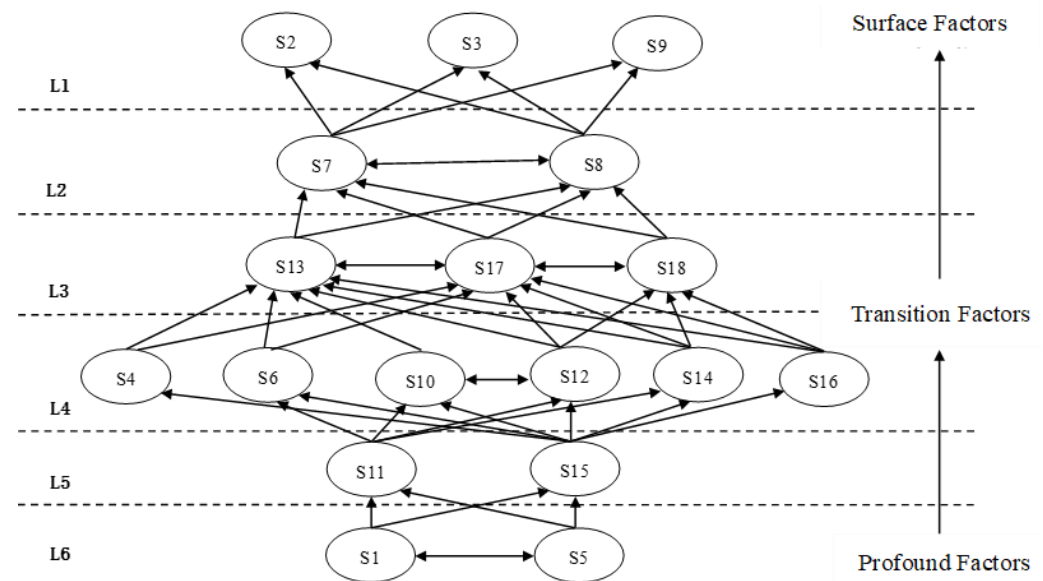 Surface Factors
S2 S3 S9
L1
S7 S8
L2
S13 S17 S18
L3
Transition Factors
S4 S6 S10 S12 S14 S16
L4
S11 S15
L5
S1 S5
L6
Profound Factors